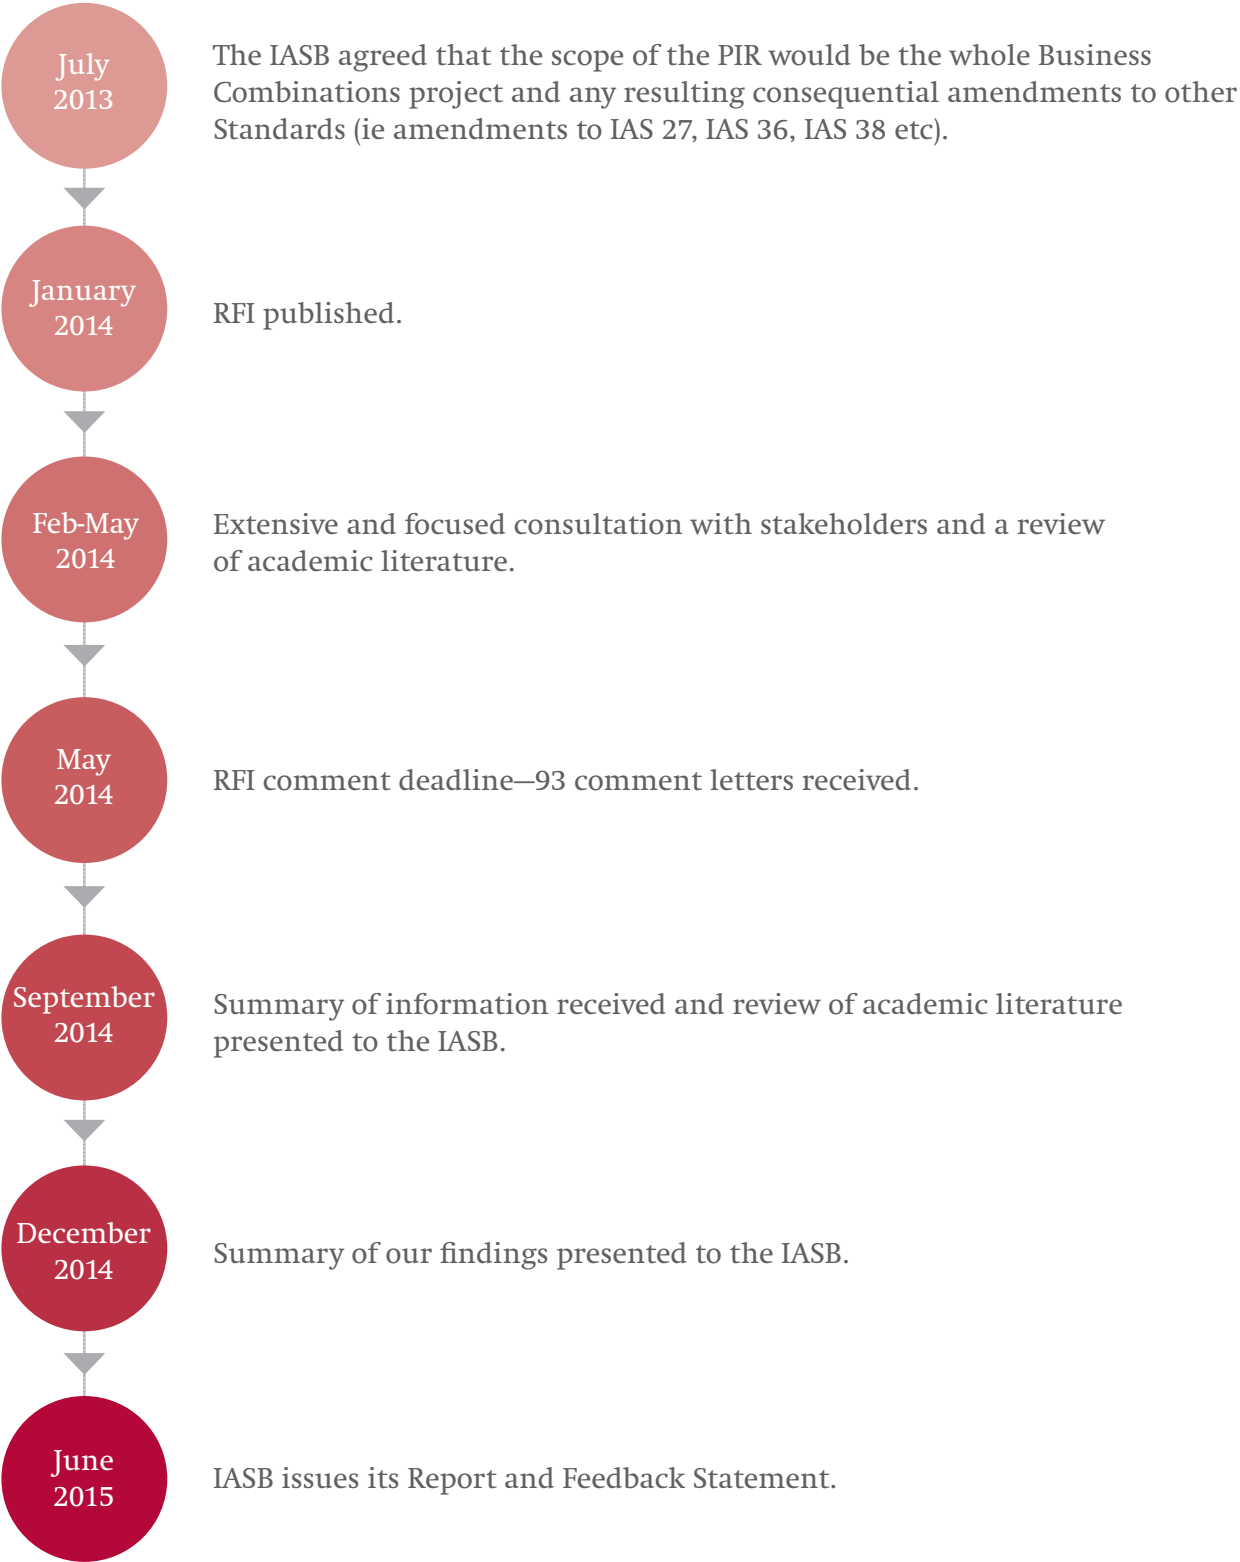 July
2013
The IASB agreed that the scope of the PIR would be the whole Business
Combinations project and any resulting consequential amendments to other
Standards (ie amendments to IAS 27, IAS 36, IAS 38 etc).
January
2014
RFI published.
Feb-May
2014
Extensive and focused consultation with stakeholders and a review
of academic literature.
May
2014
RFI comment deadline—93 comment letters received.
September
2014
Summary of information received and review of academic literature
presented to the IASB.
December
2014
Summary of our findings presented to the IASB.
June
2015
IASB issues its Report and Feedback Statement.